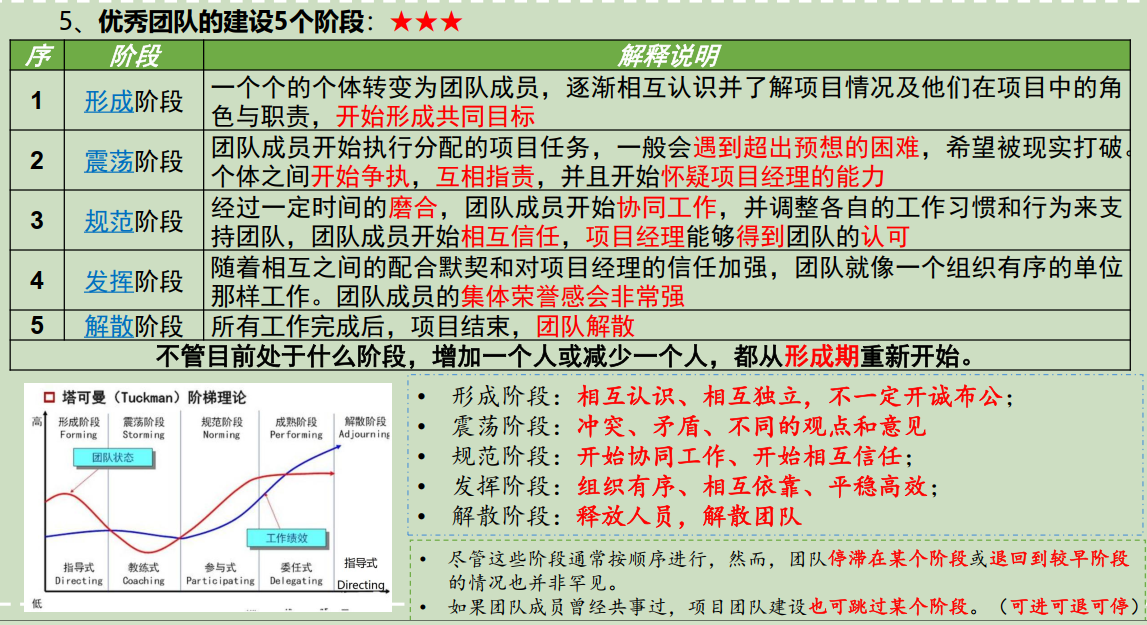 5、优秀团队的建设5个阶段：★★★
序 阶段 解释说明
1 形成阶段 一个个的个体转变为团队成员，逐渐相互认识并了解项目情况及他们在项目中的角
色与职责，开始形成共同目标
2 震荡阶段 团队成员开始执行分配的项目任务，一般会遇到超出预想的困难，希望被现实打破。
个体之间开始争执，互相指责，并且开始怀疑项目经理的能力
3 规范阶段 经过一定时间的磨合，团队成员开始协同工作，并调整各自的工作习惯和行为来支
持团队，团队成员开始相互信任，项目经理能够得到团队的认可
4 发挥阶段 随着相互之间的配合默契和对项目经理的信任加强，团队就像一个组织有序的单位
那样工作。团队成员的集体荣誉感会非常强
5 解散阶段 所有工作完成后，项目结束，团队解散
不管目前处于什么阶段，增加一个人或减少一个人，都从形成期重新开始。
塔可曼（Tuckman）阶梯理论
高 形成阶段 震荡阶段 规范阶段 成熟阶段 解散阶段
Forming Storming Norming Performing Adjourning
团队状态
工作绩效
指导式 教练式 参与式 委任式 指导式
Directing Coaching Participating Delegating Directing
低
• 形成阶段：相互认识、相互独立，不一定开诚布公；
• 震荡阶段：冲突、矛盾、不同的观点和意见
• 规范阶段：开始协同工作、开始相互信任；
• 发挥阶段：组织有序、相互依靠、平稳高效；
• 解散阶段：释放人员，解散团队
• 尽管这些阶段通常按顺序进行，然而，团队停滞在某个阶段或退回到较早阶段
的情况也并非罕见。
• 如果团队成员曾经共事过，项目团队建设也可跳过某个阶段。（可进可退可停）